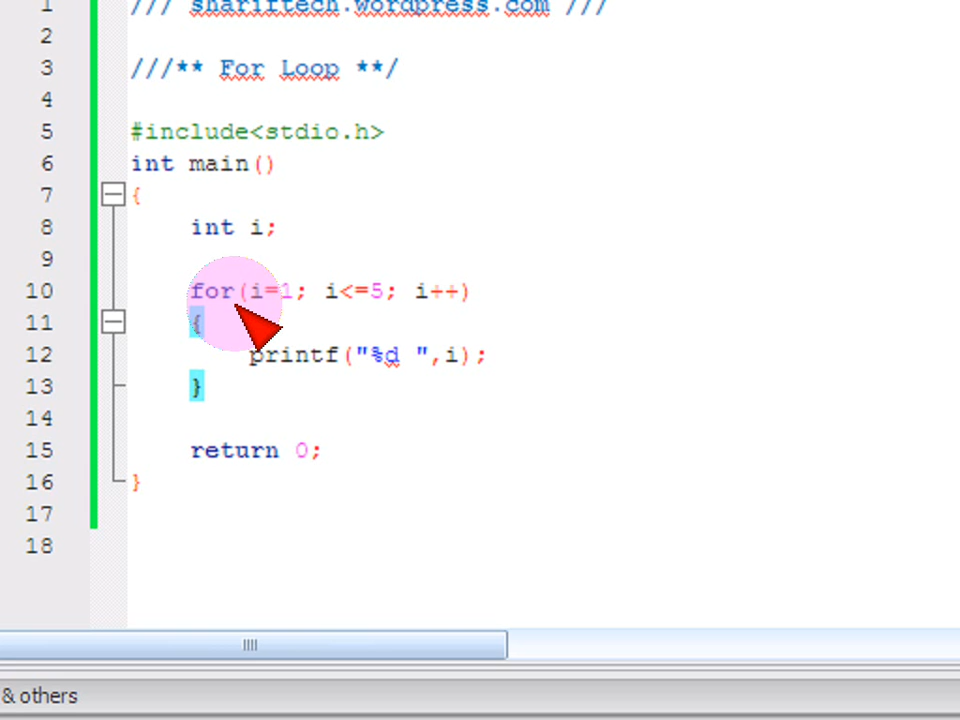 1 /// shariftech.wordpress.com ///
2
3 ///** For Loop **/
4
5 #include<stdio.h>
6 int main()
7 {
8 int i;
9
10 for(i=1; i<=5; i++)
11 {
12 printf("%d ",i);
13 }
14
15 return 0;
16 }
17
18
& others